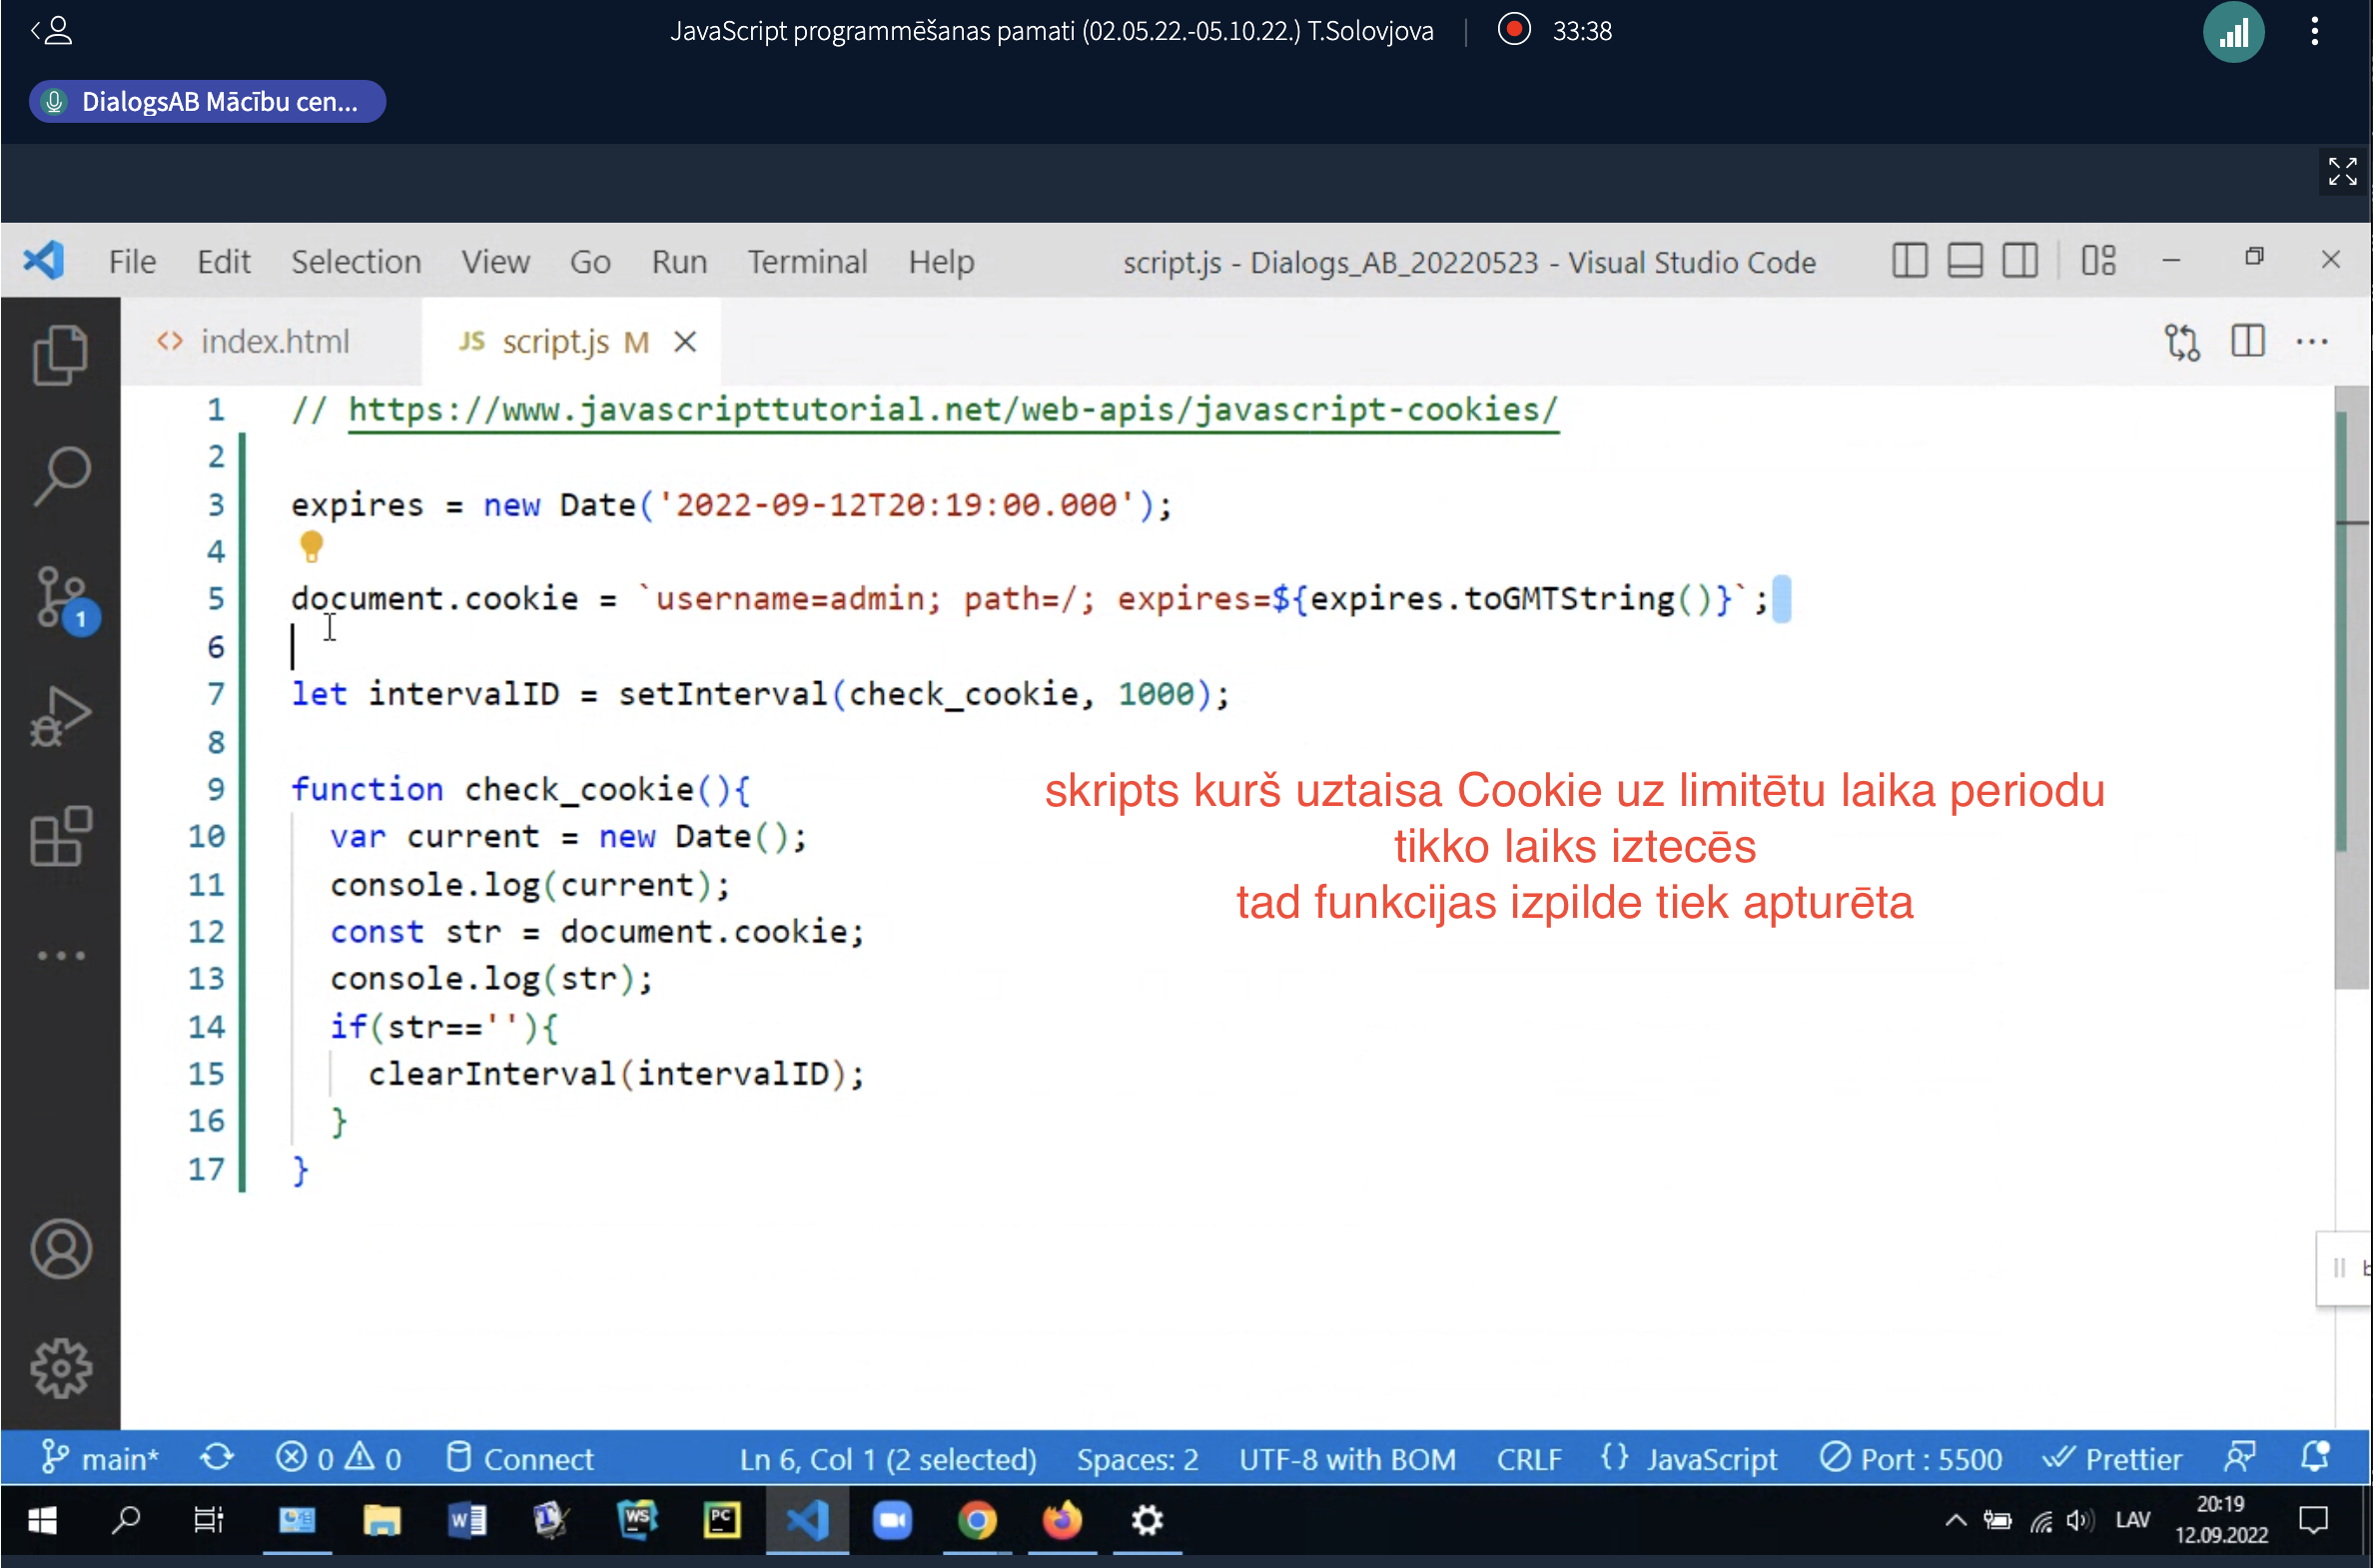 JavaScript programmēšanas pamati (02.05.22.-05.10.22.) T.Solovjova | 33:38
DialogsAB Mācību cen...
File Edit Selection View Go Run Terminal Help script.js - Dialogs_AB_20220523 - Visual Studio Code
<> index.html JS script.js M
1 // https://www.javascripttutorial.net/web-apis/javascript-cookies/
2
3 expires = new Date('2022-09-12T20:19:00.000');
4
5 document.cookie = `username=admin; path=/; expires=${expires.toGMTString()}`;
6
7 let intervalID = setInterval(check_cookie, 1000);
8
9 function check_cookie(){
10 var current = new Date();
11 console.log(current);
12 const str = document.cookie;
13 console.log(str);
14 if(str==''){
15 clearInterval(intervalID);
16 }
17 }
skripts kurš uztaisa Cookie uz limitētu laika periodu
tikko laiks iztecēs
tad funkcijas izpilde tiek apturēta
1
main* 0 0 Connect Ln 6, Col 1 (2 selected) Spaces: 2 UTF-8 with BOM CRLF {} JavaScript Port : 5500 Prettier
W WS PC LAV 20:19
12.09.2022